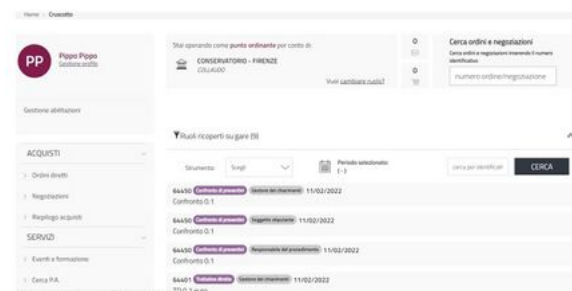 Home > Cruscotto
PP
Pippo Pippo
Gestione profilo
Gestione abilitazioni
ACQUISTI
> Ordini diretti
> Negoziazioni
> Riepilogo acquisti
SERVIZI
> Eventi e formazione
> Cerca P.A.
Stai operando come punto ordinante per conto di:
CONSERVATORIO - FIRENZE
COLLAUDO
Vuoi cambiare ruolo?
0
0
Cerca ordini e negoziazioni
Cerca ordini e negoziazioni inserendo il numero
identificativo
numero ordine/negoziazione
Ruoli ricoperti su gare (9)
Strumento: Scegli
Periodo selezionato:
( - )
cerca per identificati
CERCA
64450 Confronto di preventivi Gestore dei chiarimenti 11/02/2022
Confronto 0.1
64450 Confronto di preventivi Soggetto stipulante 11/02/2022
Confronto 0.1
64450 Confronto di preventivi Responsabile del procedimento 11/02/2022
Confronto 0.1
64401 Trattativa diretta Gestore dei chiarimenti 11/02/2022